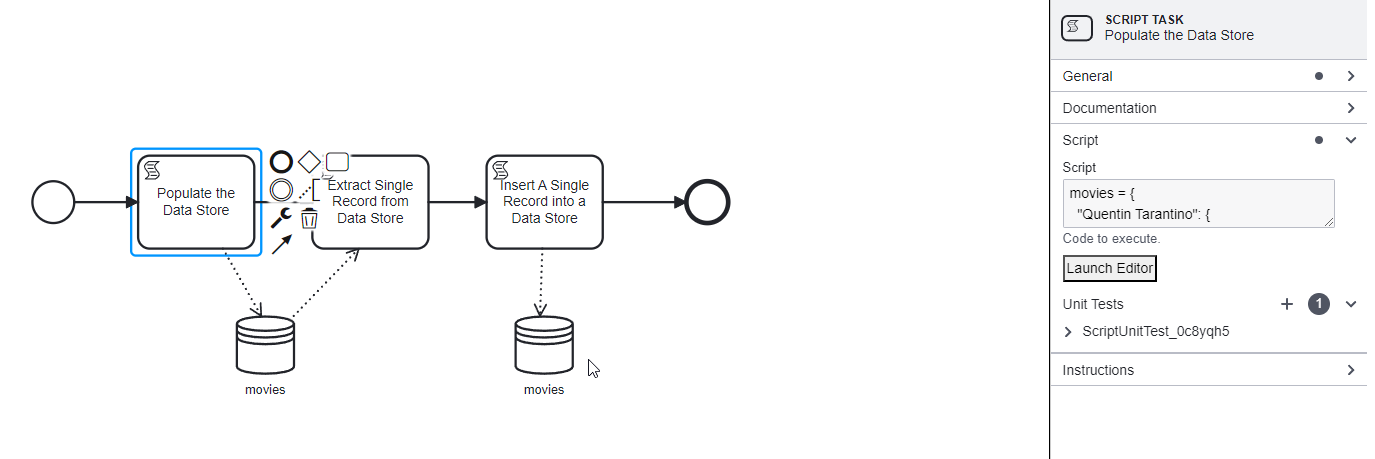 Populate the
Data Store
Extract Single
Record from
Data Store
Insert A Single
Record into a
Data Store
movies
movies
SCRIPT TASK
Populate the Data Store
General
Documentation
Script
Script
movies = {
"Quentin Tarantino": {
Code to execute.
Launch Editor
Unit Tests
1
ScriptUnitTest_0c8yqh5
Instructions